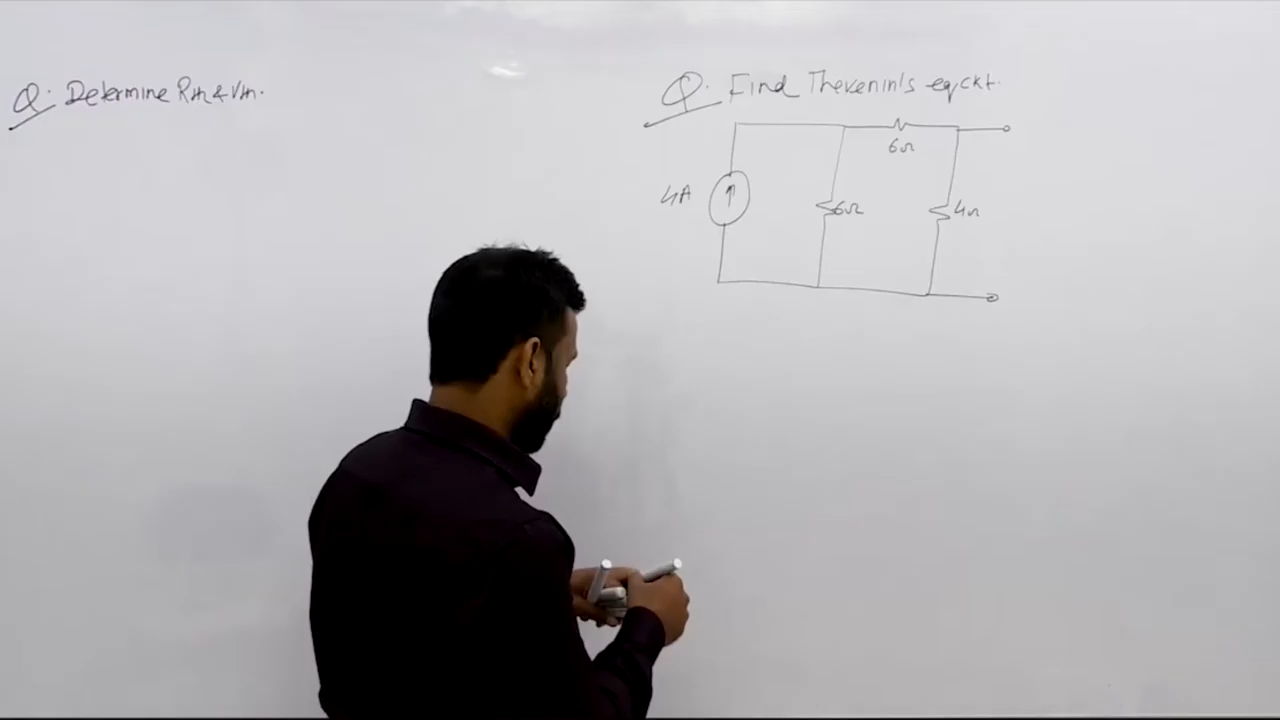 Q. Determine Rth & Vth.
Q. Find Thevenin's eq ckt.
6Ω
4A
6Ω
4Ω